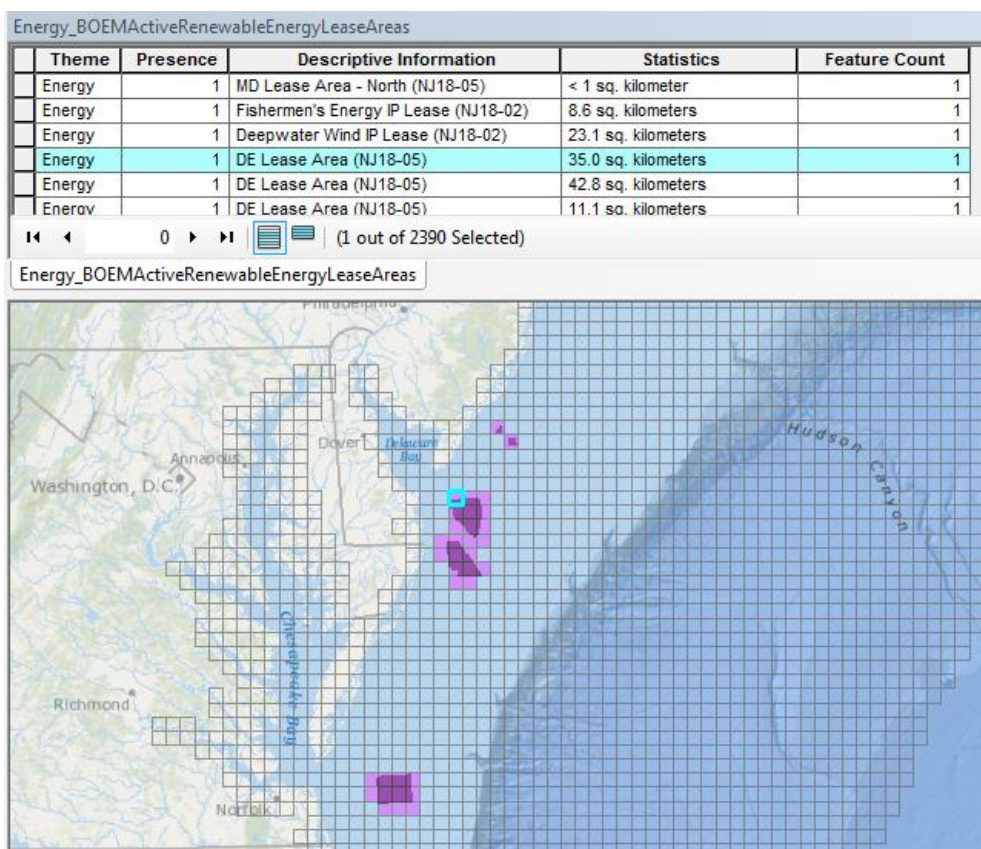 Energy_BOEMActiveRenewableEnergyLeaseAreas
Theme Presence Descriptive Information Statistics Feature Count
Energy 1 MD Lease Area - North (NJ18-05) < 1 sq. kilometer 1
Energy 1 Fishermen's Energy IP Lease (NJ18-02) 8.6 sq. kilometers 1
Energy 1 Deepwater Wind IP Lease (NJ18-02) 23.1 sq. kilometers 1
Energy 1 DE Lease Area (NJ18-05) 35.0 sq. kilometers 1
Energy 1 DE Lease Area (NJ18-05) 42.8 sq. kilometers 1
Energy 1 DE Lease Area (NJ18-05) 11.1 sq. kilometers 1
0 (1 out of 2390 Selected)
Energy_BOEMActiveRenewableEnergyLeaseAreas
Philadelphia
Hudson Canyon
Dover
Delaware
Bay
Annapolis
Washington, D.C.
Chesapeake Bay
Richmond
Norfolk